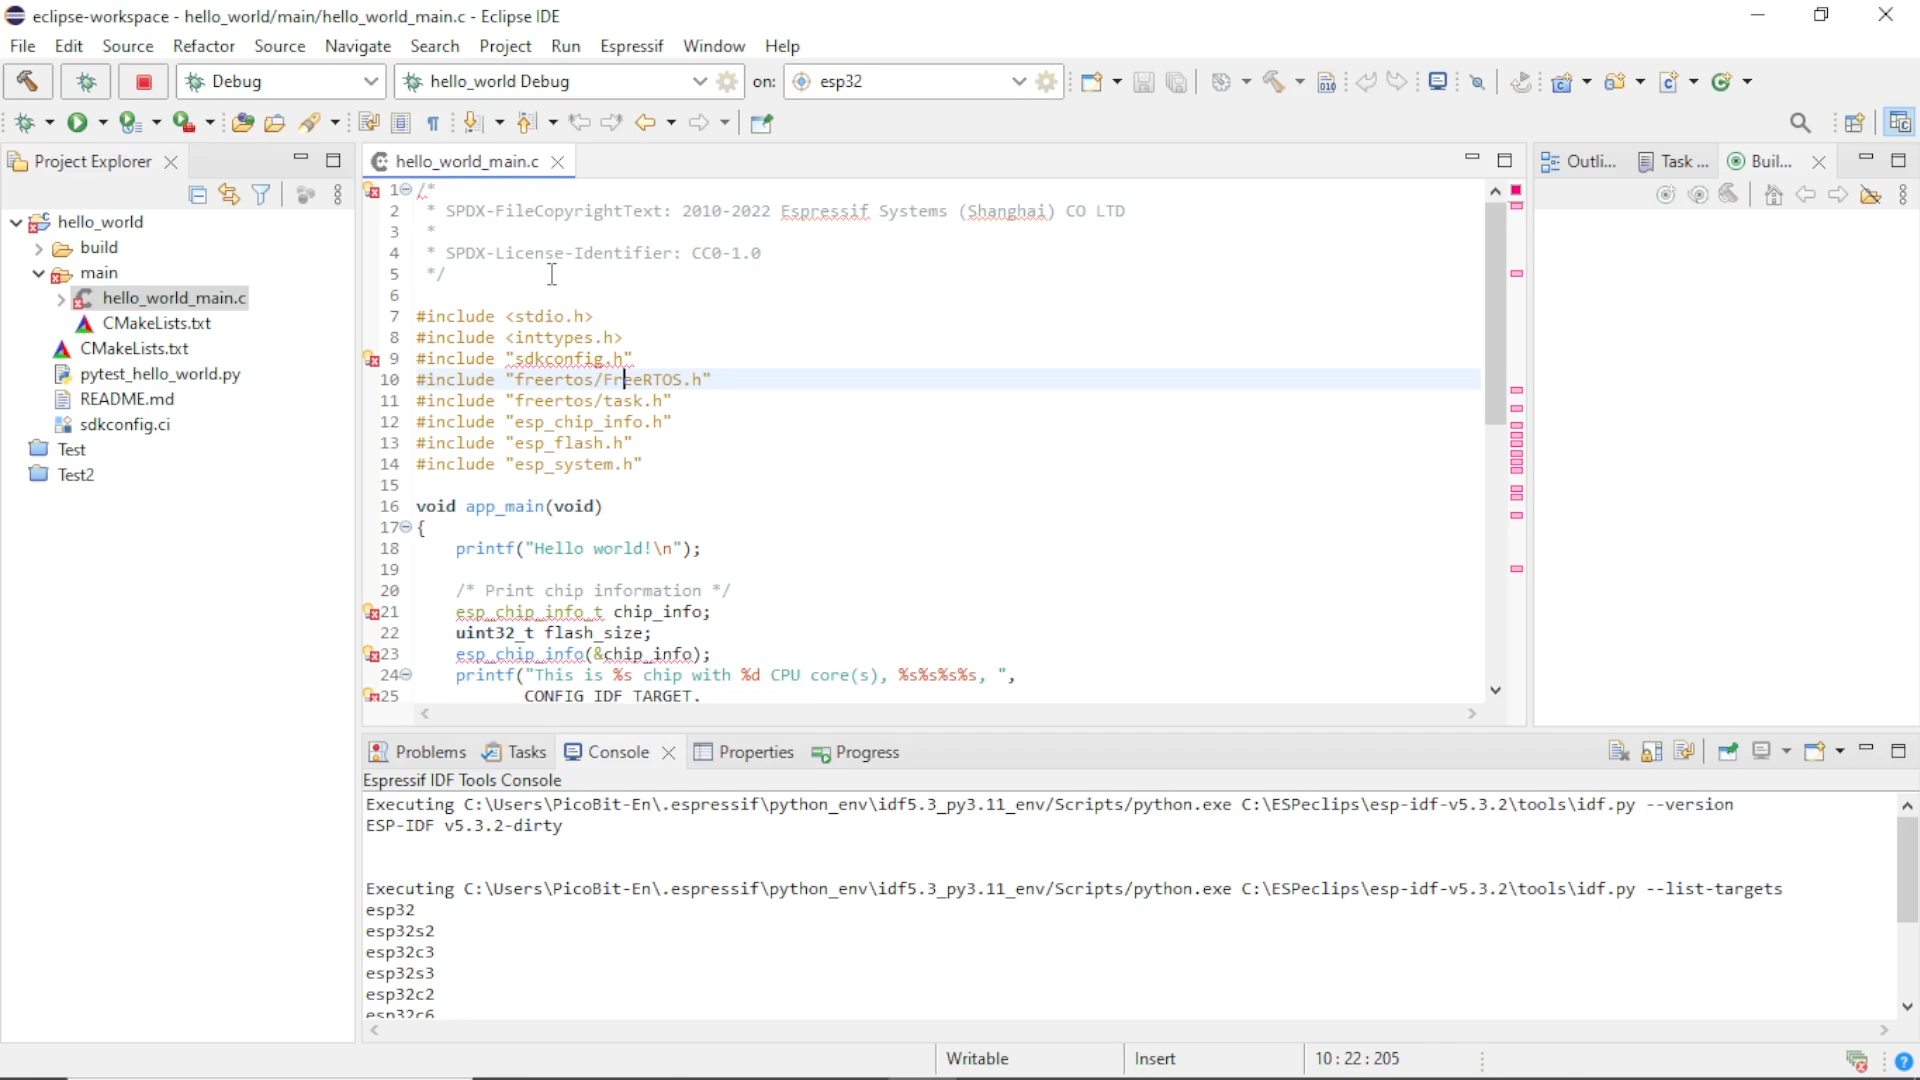 eclipse-workspace - hello_world/main/hello_world_main.c - Eclipse IDE
File Edit Source Refactor Source Navigate Search Project Run Espressif Window Help
Debug hello_world Debug on: esp32
Project Explorer
hello_world
build
main
hello_world_main.c
CMakeLists.txt
CMakeLists.txt
pytest_hello_world.py
README.md
sdkconfig.ci
Test
Test2
hello_world_main.c
1 /*
2 * SPDX-FileCopyrightText: 2010-2022 Espressif Systems (Shanghai) CO LTD
3 *
4 * SPDX-License-Identifier: CC0-1.0
5 */
6
7 #include <stdio.h>
8 #include <inttypes.h>
9 #include "sdkconfig.h"
10 #include "freertos/FreeRTOS.h"
11 #include "freertos/task.h"
12 #include "esp_chip_info.h"
13 #include "esp_flash.h"
14 #include "esp_system.h"
15
16 void app_main(void)
17 {
18 printf("Hello world!\n");
19
20 /* Print chip information */
21 esp_chip_info_t chip_info;
22 uint32_t flash_size;
23 esp_chip_info(&chip_info);
24 printf("This is %s chip with %d CPU core(s), %s%s%s%s, ",
25 CONFIG_IDF_TARGET,
Outli... Task ... Buil...
Problems Tasks Console Properties Progress
Espressif IDF Tools Console
Executing C:\Users\PicoBit-En\.espressif\python_env\idf5.3_py3.11_env/Scripts/python.exe C:\ESPeclips\esp-idf-v5.3.2\tools\idf.py --version
ESP-IDF v5.3.2-dirty
Executing C:\Users\PicoBit-En\.espressif\python_env\idf5.3_py3.11_env/Scripts/python.exe C:\ESPeclips\esp-idf-v5.3.2\tools\idf.py --list-targets
esp32
esp32s2
esp32c3
esp32s3
esp32c2
esp32c6
Writable Insert 10 : 22 : 205